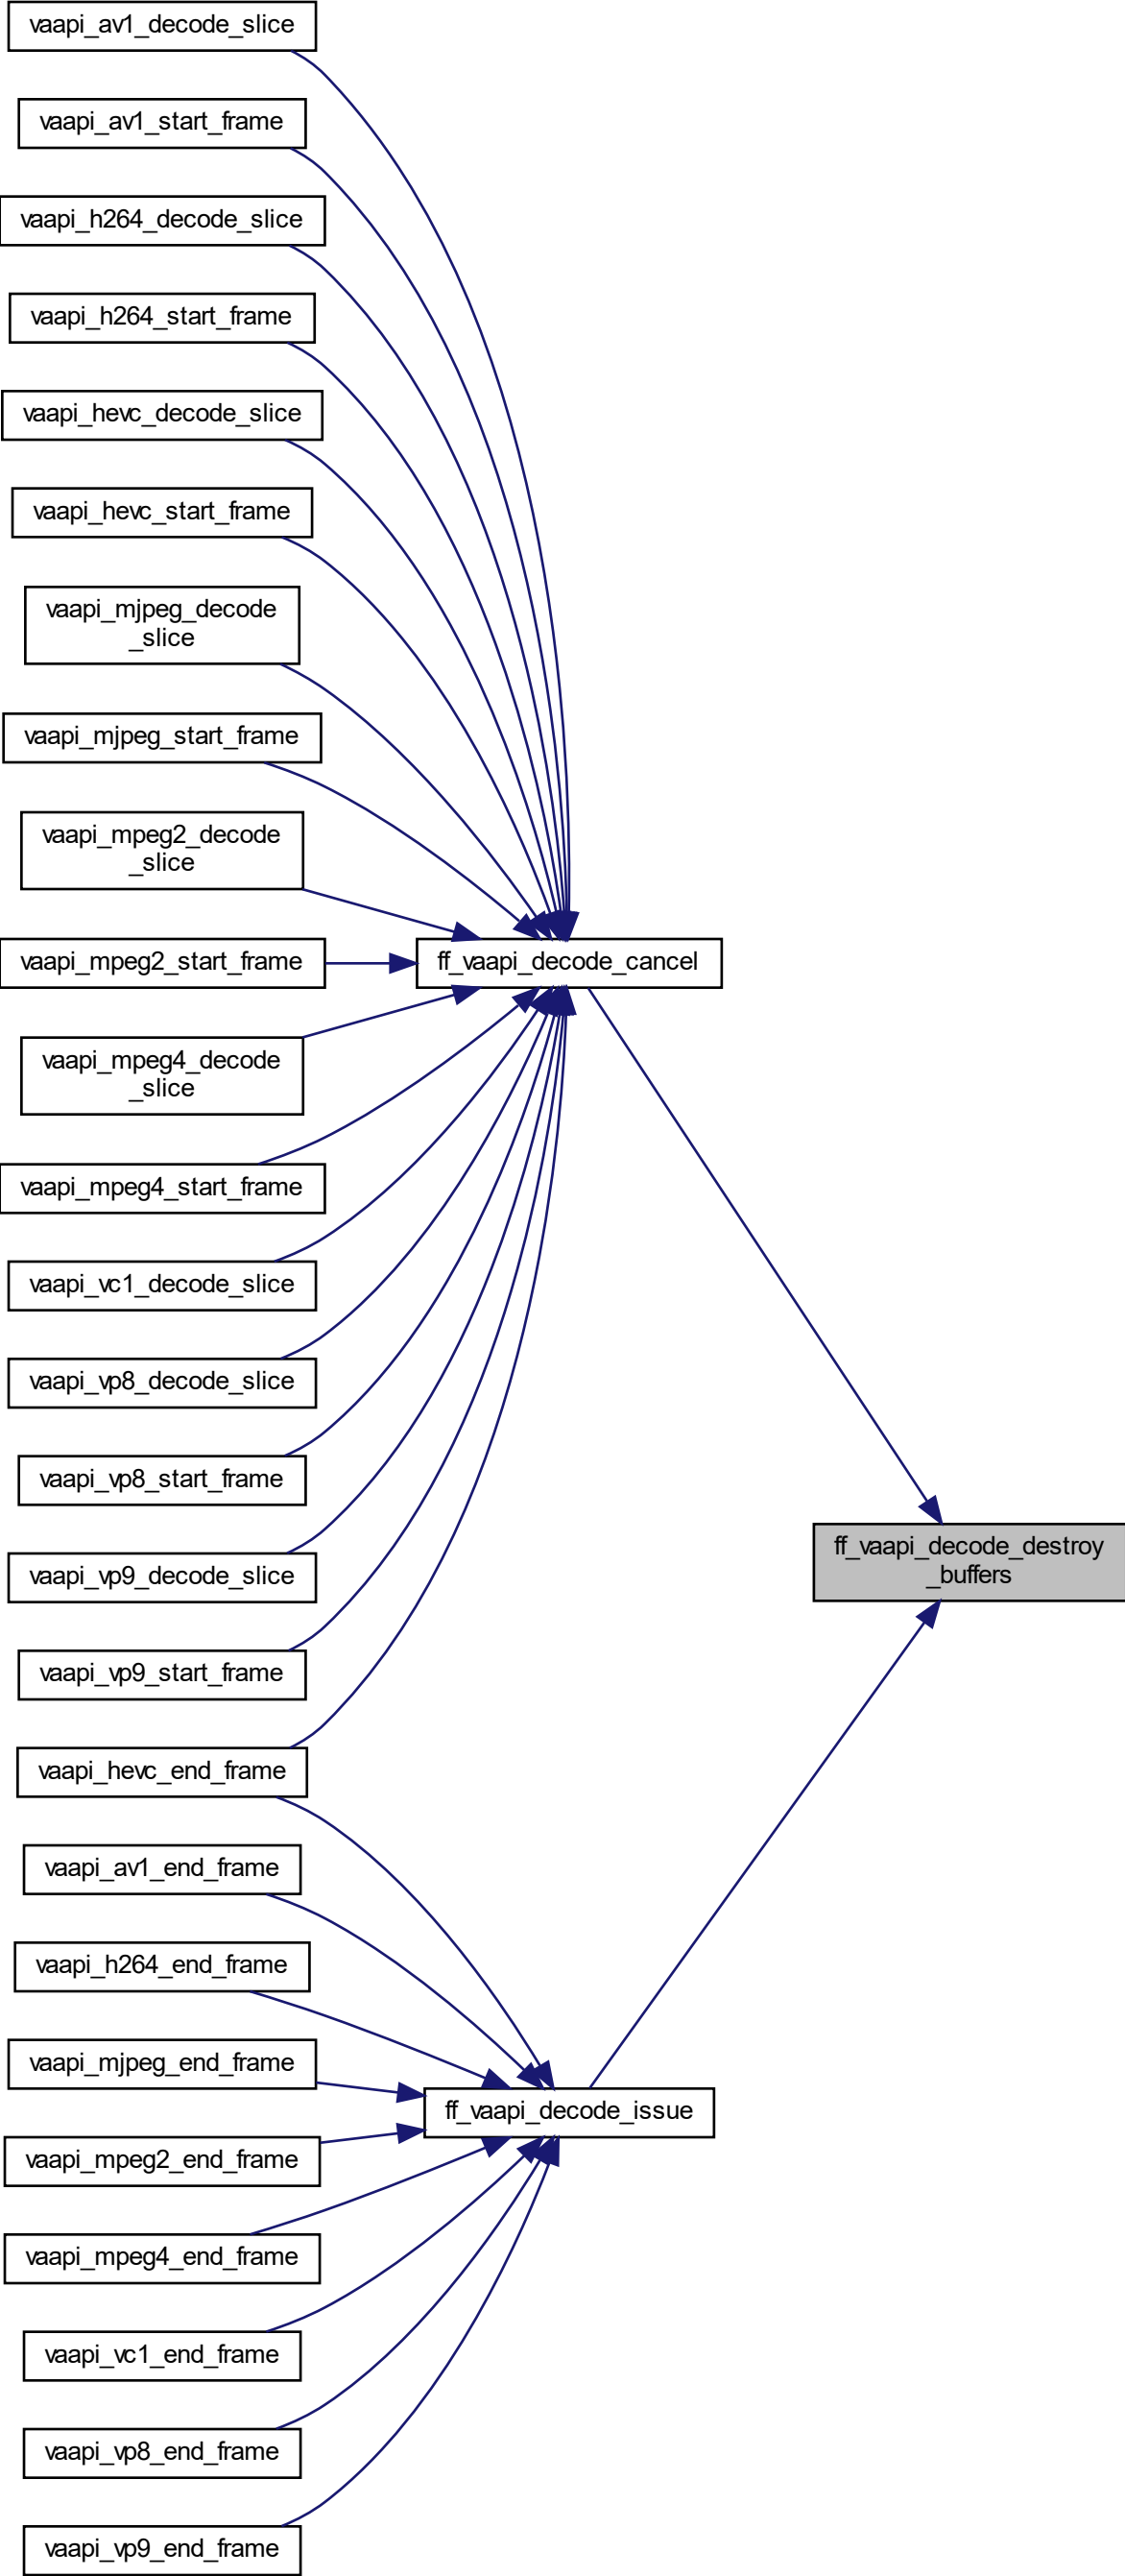 vaapi_av1_decode_slice
vaapi_av1_start_frame
vaapi_h264_decode_slice
vaapi_h264_start_frame
vaapi_hevc_decode_slice
vaapi_hevc_start_frame
vaapi_mjpeg_decode
_slice
vaapi_mjpeg_start_frame
vaapi_mpeg2_decode
_slice
vaapi_mpeg2_start_frame
ff_vaapi_decode_cancel
vaapi_mpeg4_decode
_slice
vaapi_mpeg4_start_frame
vaapi_vc1_decode_slice
vaapi_vp8_decode_slice
vaapi_vp8_start_frame
ff_vaapi_decode_destroy
_buffers
vaapi_vp9_decode_slice
vaapi_vp9_start_frame
vaapi_hevc_end_frame
vaapi_av1_end_frame
vaapi_h264_end_frame
vaapi_mjpeg_end_frame
ff_vaapi_decode_issue
vaapi_mpeg2_end_frame
vaapi_mpeg4_end_frame
vaapi_vc1_end_frame
vaapi_vp8_end_frame
vaapi_vp9_end_frame